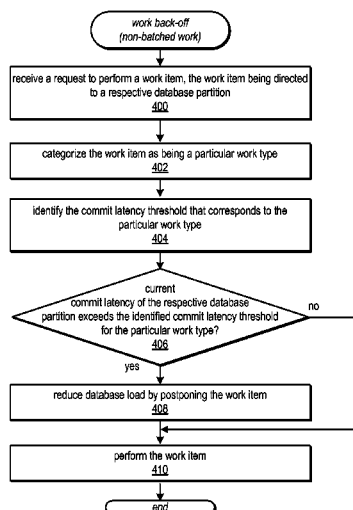 work back-off
(non-batched work)
receive a request to perform a work item, the work item being directed
to a respective database partition
400
categorize the work item as being a particular work type
402
identify the commit latency threshold that corresponds to the
particular work type
404
current
commit latency of the respective database
partition exceeds the identified commit latency threshold
for the particular work type?
406
no
yes
reduce database load by postponing the work item
408
perform the work item
410
end